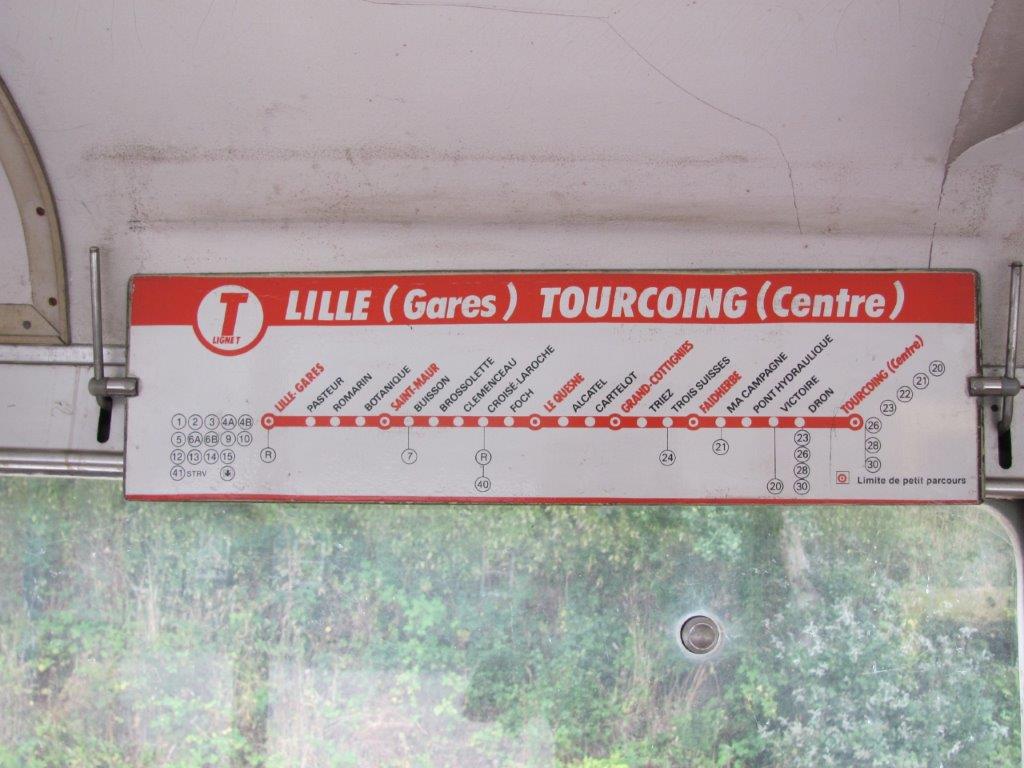 T
LIGNE T
LILLE (Gares) TOURCOING (Centre)
LILLE-GARES
PASTEUR
ROMARIN
BOTANIQUE
SAINT-MAUR
BUISSON
BROSSOLETTE
CLEMENCEAU
CROISÉ-LAROCHE
FOCH
LE QUESNE
ALCATEL
CARTELOT
GRAND-COTTIGNIES
TRIEZ
TROIS SUISSES
FAIDHERBE
MA CAMPAGNE
PONT HYDRAULIQUE
VICTOIRE
DRON
TOURCOING (Centre)
1 2 3 4A 4B
5 6A 6B 9 10
12 13 14 15
41 STRV
R
7
R
40
24
21
20
23
26
28
30
26
28
30
23 22 21 20
Limite de petit parcours